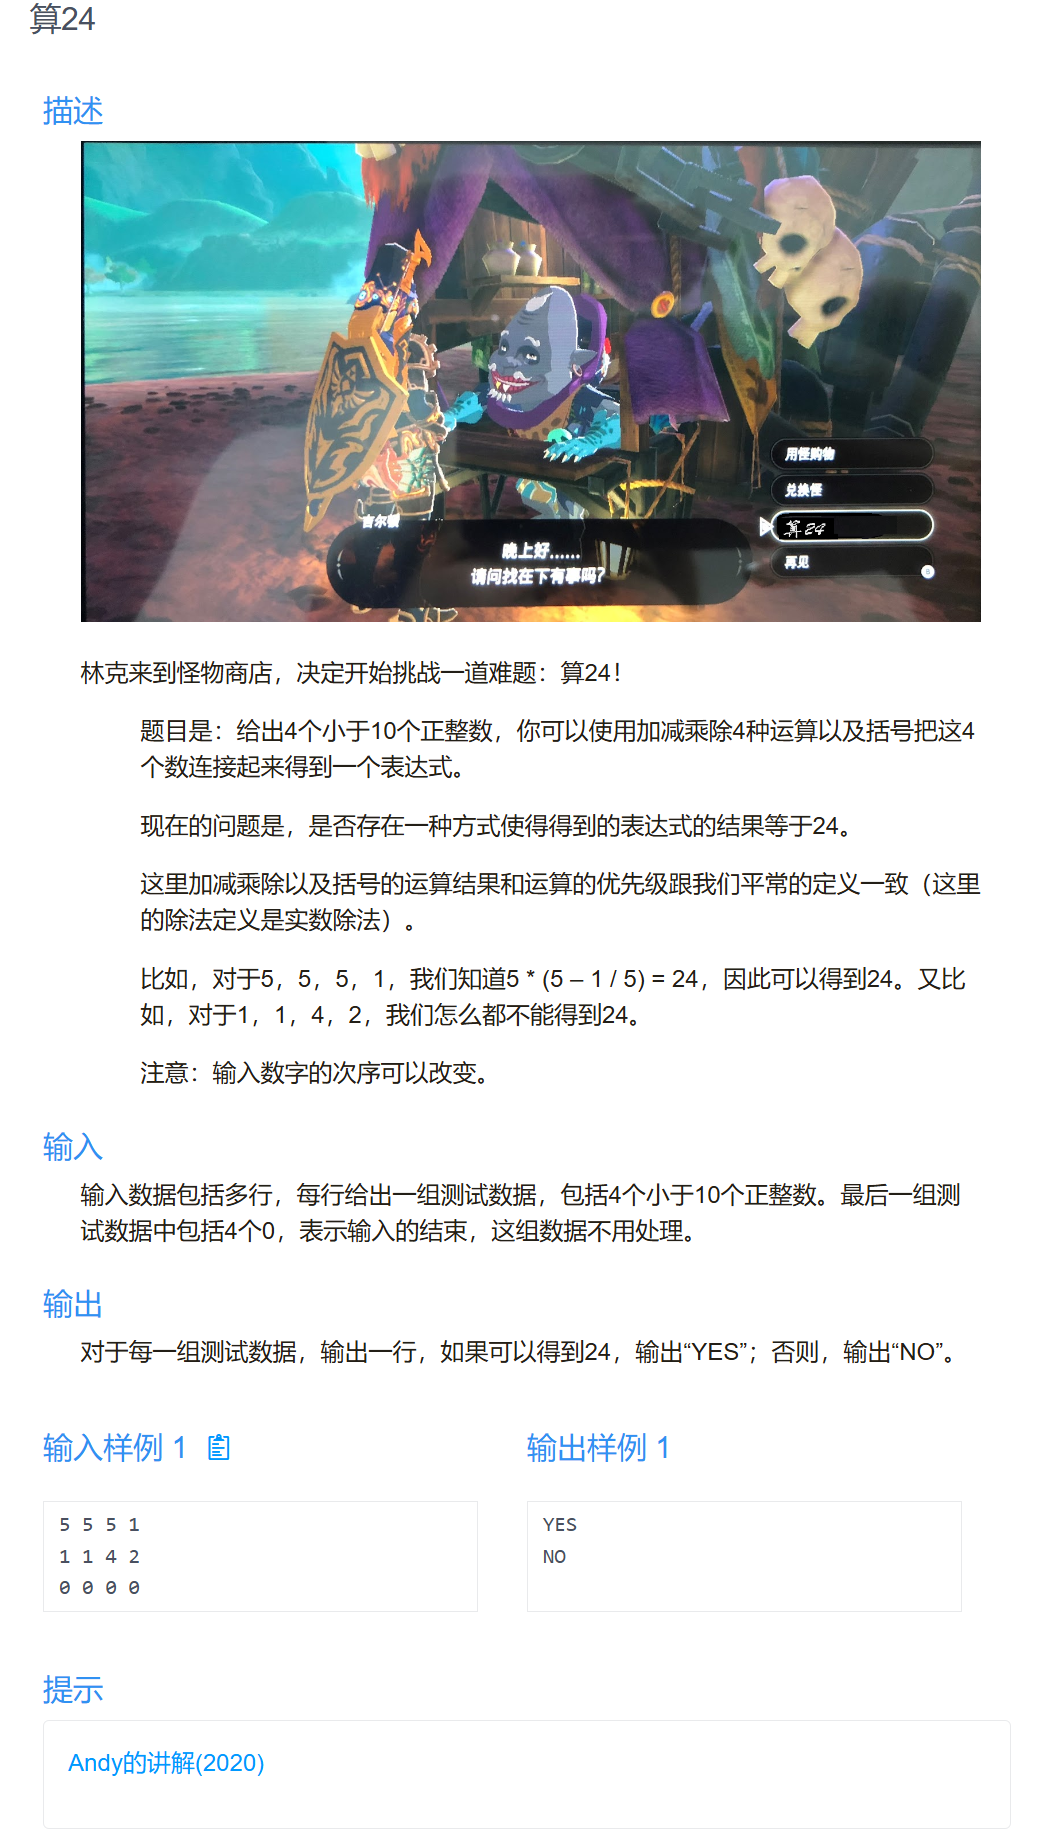 算24
描述
用怪购物
兑换怪
算24
再见
吉尔顿
晚上好……
请问找在下有事吗？
林克来到怪物商店，决定开始挑战一道难题：算24！
题目是：给出4个小于10个正整数，你可以使用加减乘除4种运算以及括号把这4
个数连接起来得到一个表达式。
现在的问题是，是否存在一种方式使得得到的表达式的结果等于24。
这里加减乘除以及括号的运算结果和运算的优先级跟我们平常的定义一致（这里
的除法定义是实数除法）。
比如，对于5，5，5，1，我们知道5 * (5 – 1 / 5) = 24，因此可以得到24。又比
如，对于1，1，4，2，我们怎么都不能得到24。
注意：输入数字的次序可以改变。
输入
输入数据包括多行，每行给出一组测试数据，包括4个小于10个正整数。最后一组测
试数据中包括4个0，表示输入的结束，这组数据不用处理。
输出
对于每一组测试数据，输出一行，如果可以得到24，输出“YES”；否则，输出“NO”。
输入样例 1
5 5 5 1
1 1 4 2
0 0 0 0
输出样例 1
YES
NO
提示
Andy的讲解(2020)